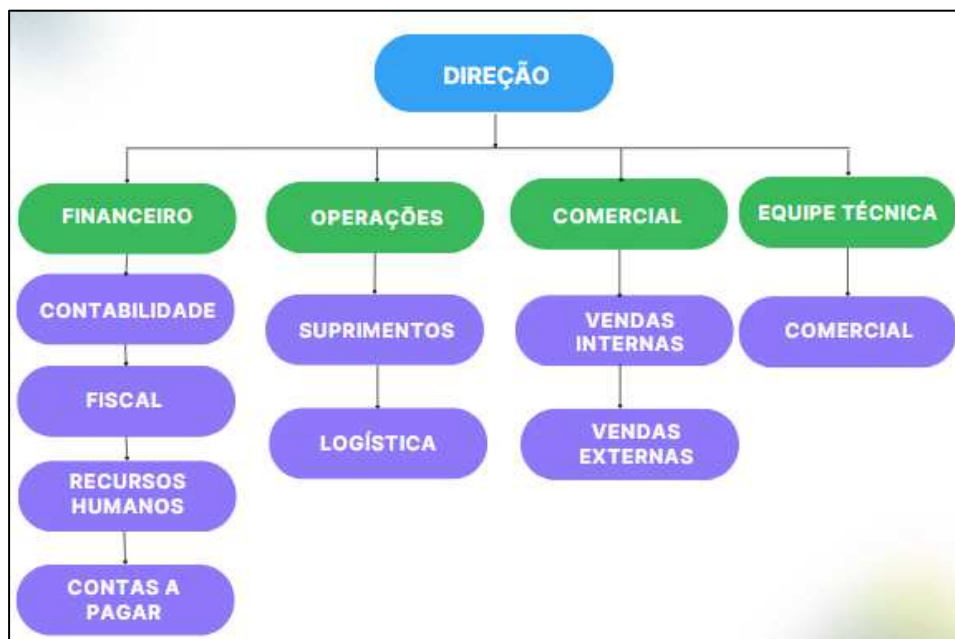 DIREÇÃO
FINANCEIRO
OPERAÇÕES
COMERCIAL
EQUIPE TÉCNICA
CONTABILIDADE
SUPRIMENTOS
VENDAS
INTERNAS
COMERCIAL
FISCAL
LOGÍSTICA
VENDAS
EXTERNAS
RECURSOS
HUMANOS
CONTAS A
PAGAR